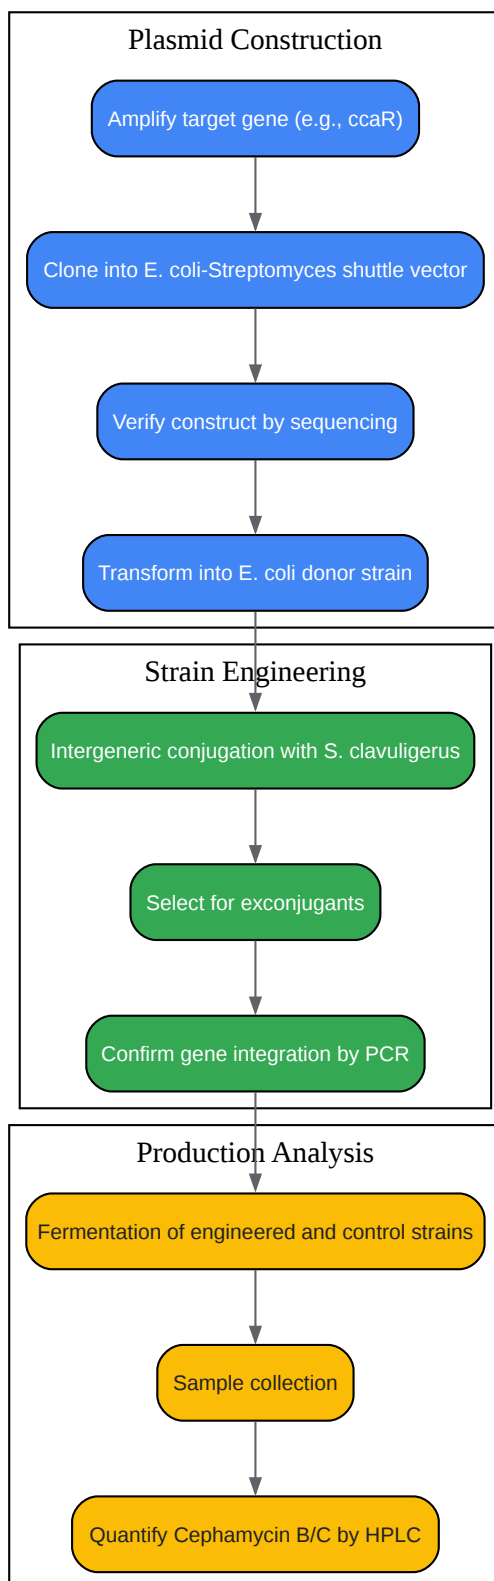 Plasmid Construction
Amplify target gene (e.g., ccaR)
Clone into E. coli-Streptomyces shuttle vector
Verify construct by sequencing
Transform into E. coli donor strain
Strain Engineering
Intergeneric conjugation with S. clavuligerus
Select for exconjugants
Confirm gene integration by PCR
Production Analysis
Fermentation of engineered and control strains
Sample collection
Quantify Cephamycin B/C by HPLC